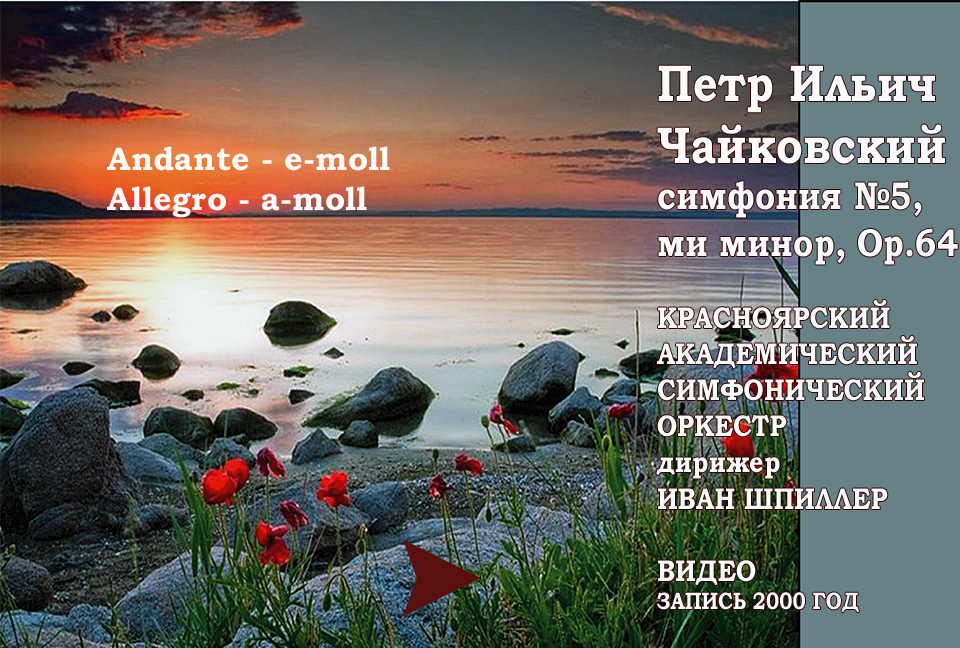 Andante - e-moll
Allegro - a-moll
Петр Ильич
Чайковский
симфония №5,
ми минор, Op.64
КРАСНОЯРСКИЙ
АКАДЕМИЧЕСКИЙ
СИМФОНИЧЕСКИЙ
ОРКЕСТР
дирижер
ИВАН ШПИЛЛЕР
ВИДЕО
ЗАПИСЬ 2000 ГОД